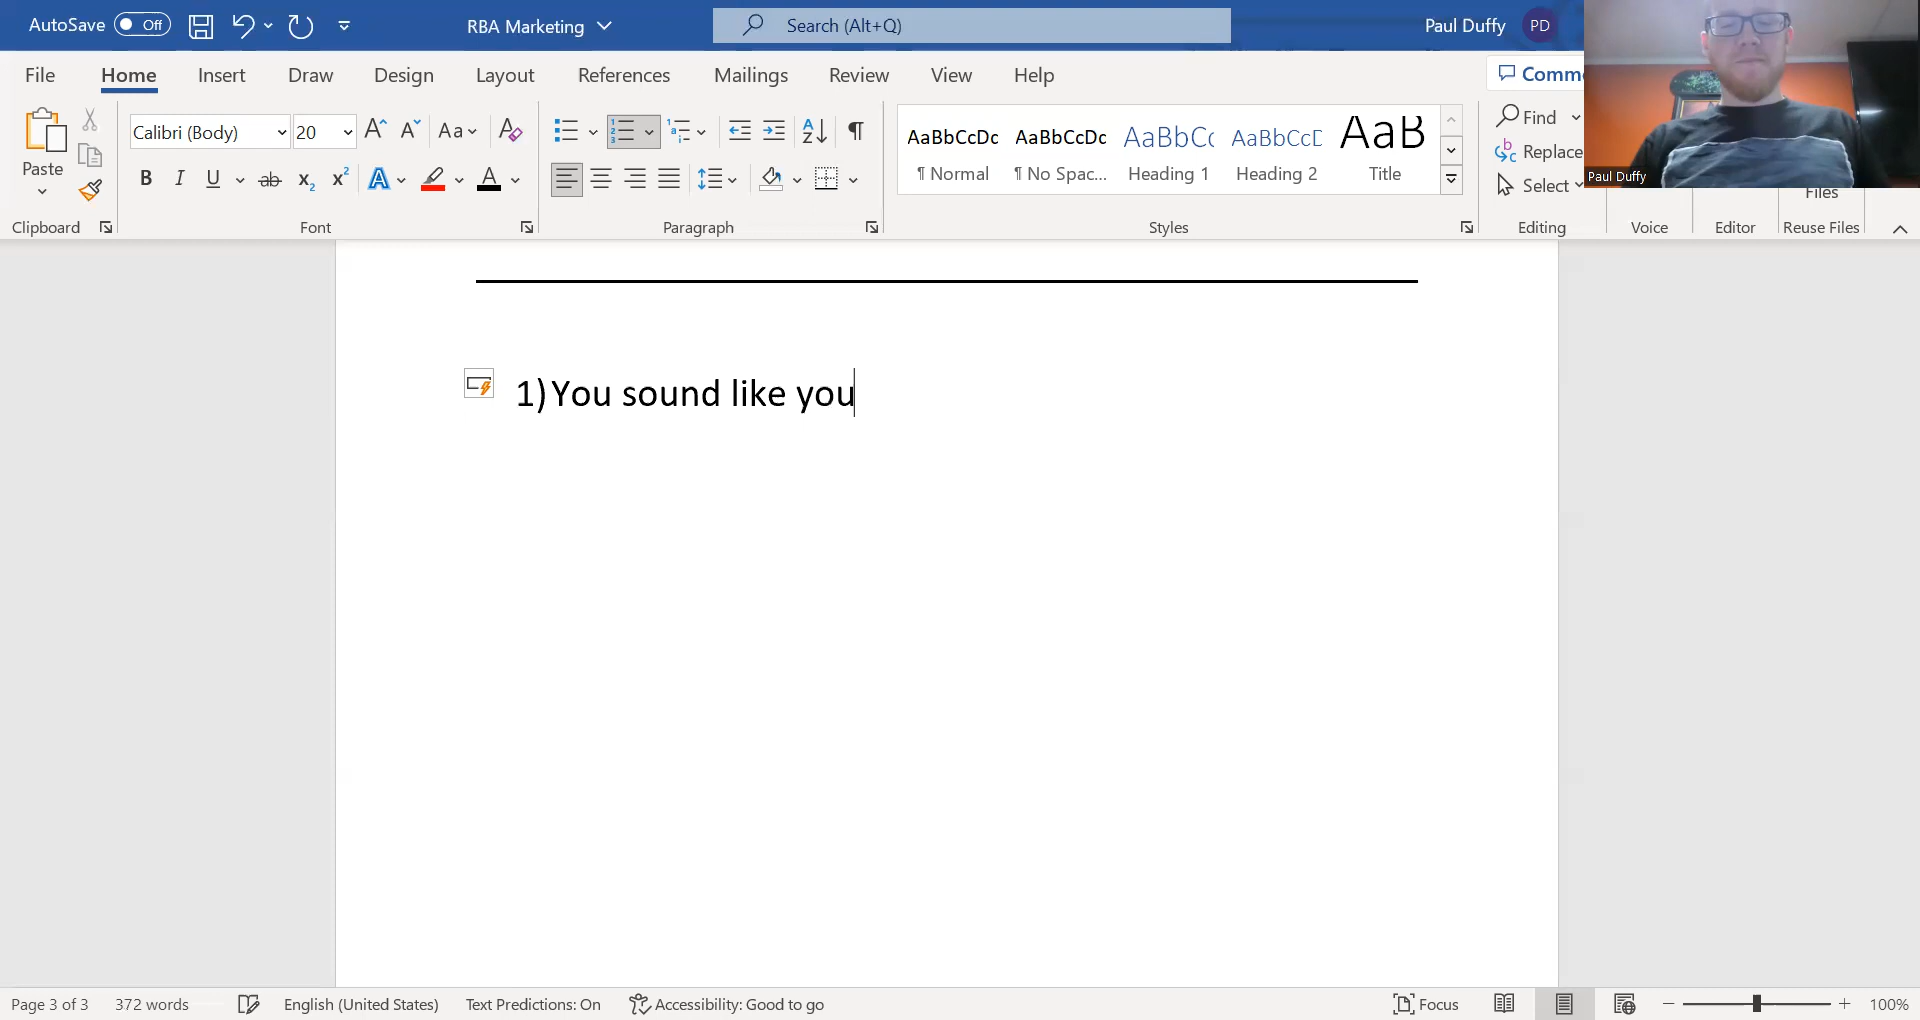 AutoSave Off RBA Marketing Search (Alt+Q) Paul Duffy PD
File Home Insert Draw Design Layout References Mailings Review View Help Comm
Paste
Calibri (Body) 20 Aa
B I U ab x2 x2 A A
AaBbCcDc AaBbCcDc AaBbC AaBbCcD AaB
¶ Normal ¶ No Spac... Heading 1 Heading 2 Title
Find
Replace
Select
Paul Duffy
Files
Clipboard Font Paragraph Styles Editing Voice Editor Reuse Files
1) You sound like you
Page 3 of 3 372 words English (United States) Text Predictions: On Accessibility: Good to go Focus 100%